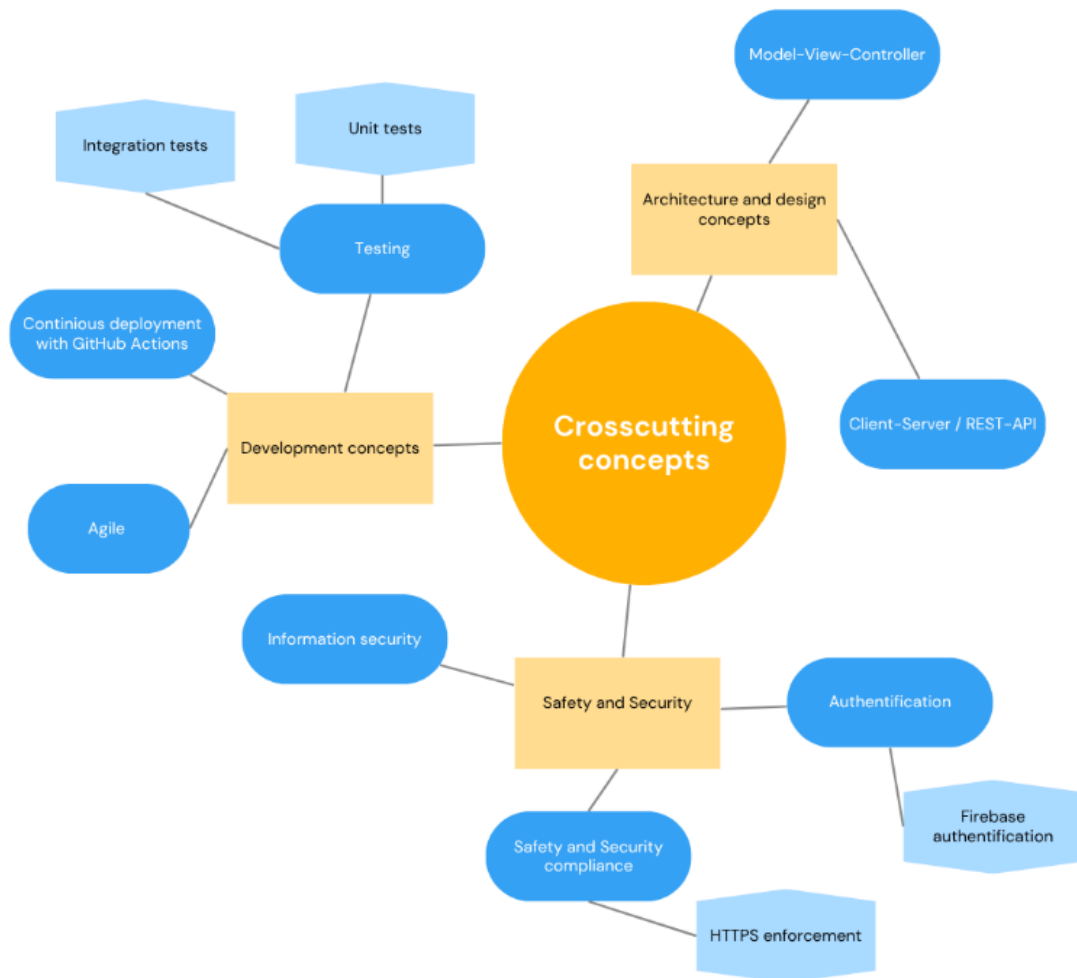 Model-View-Controller
Unit tests
Integration tests
Architecture and design
concepts
Testing
Continious deployment
with GitHub Actions
Crosscutting
concepts
Client-Server / REST-API
Development concepts
Agile
Information security
Safety and Security
Authentification
Firebase
authentification
Safety and Security
compliance
HTTPS enforcement